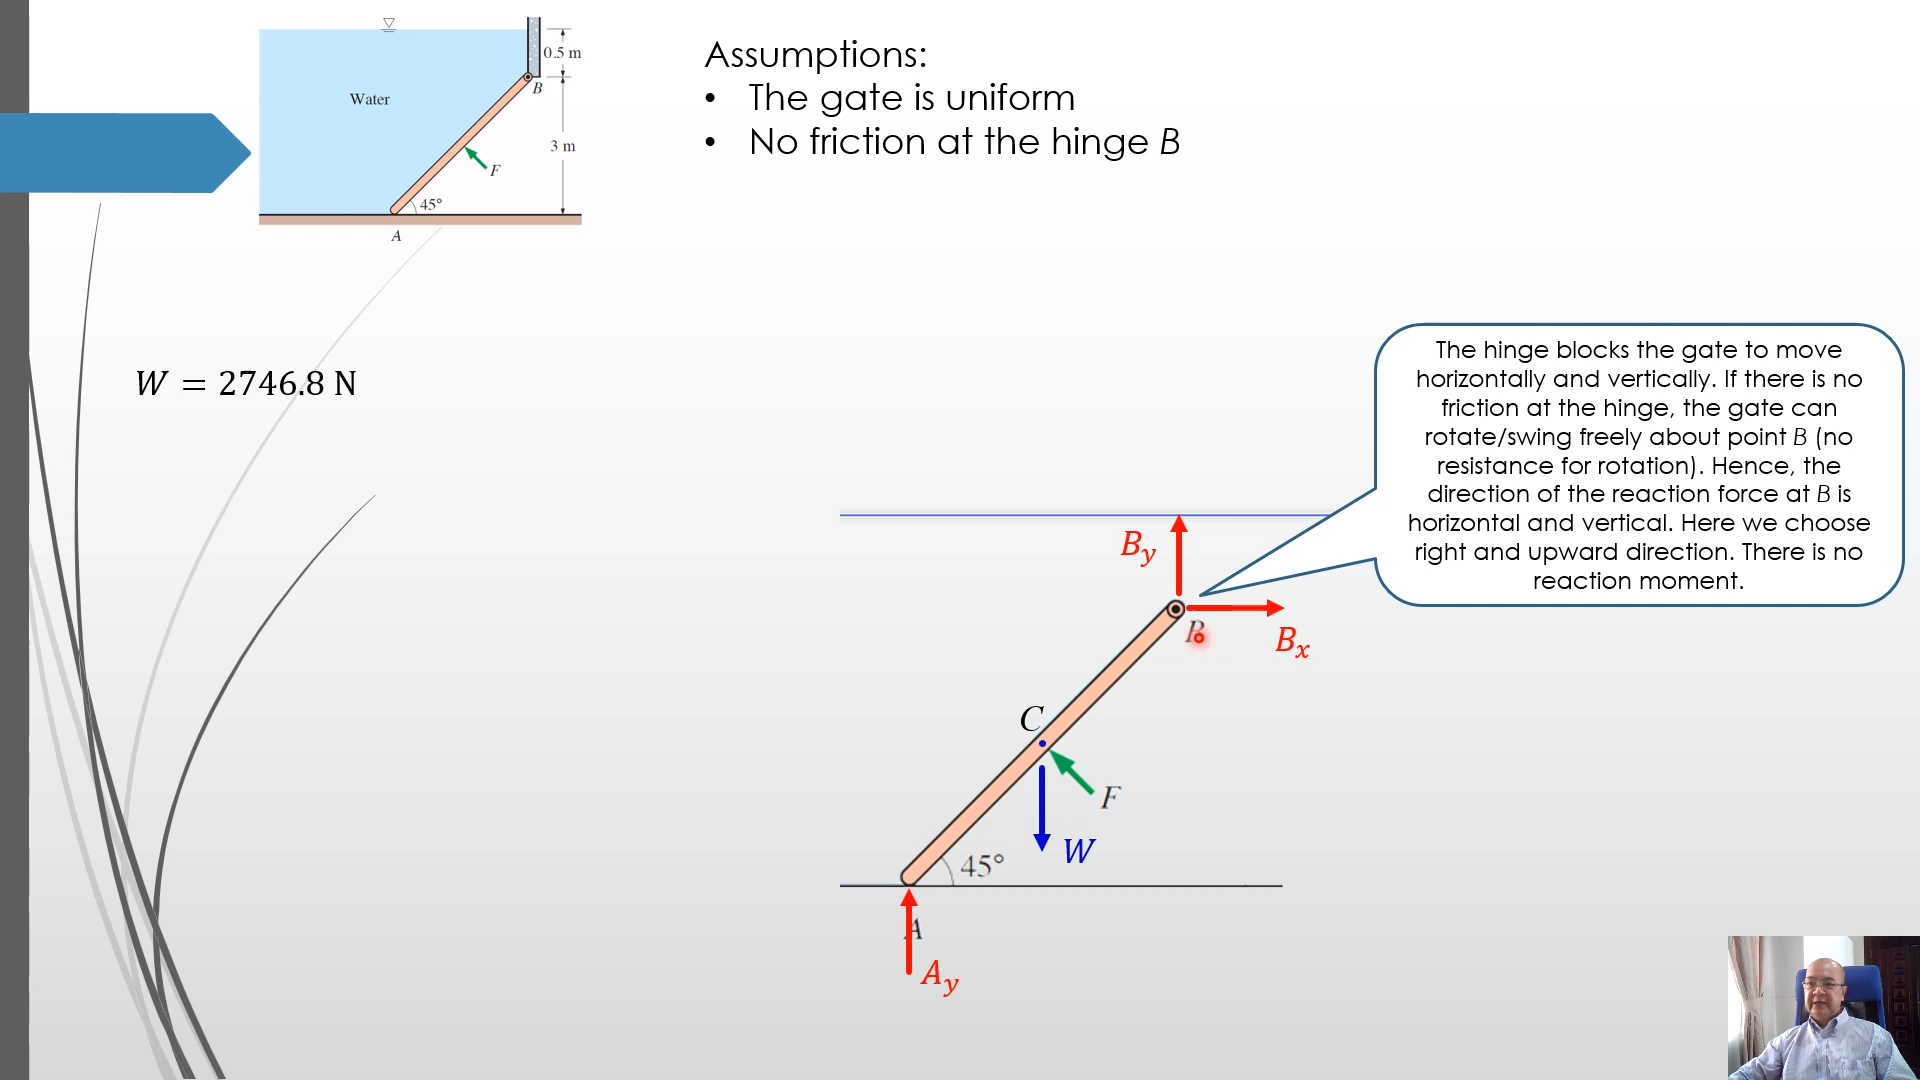 0.5 m
B
Water
3 m
F
45°
A
Assumptions:
• The gate is uniform
• No friction at the hinge B
W = 2746.8 N
The hinge blocks the gate to move
horizontally and vertically. If there is no
friction at the hinge, the gate can
rotate/swing freely about point B (no
resistance for rotation). Hence, the
direction of the reaction force at B is
horizontal and vertical. Here we choose
right and upward direction. There is no
reaction moment.
B_y
B
B_x
C
F
W
45°
A
A_y